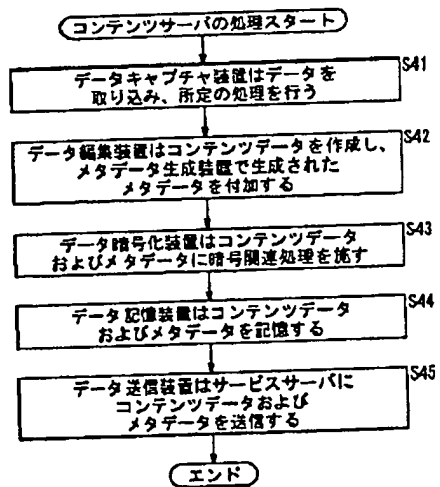 コンテンツサーバの処理スタート
S41
データキャプチャ装置はデータを
取り込み、所定の処理を行う
S42
データ編集装置はコンテンツデータを作成し、
メタデータ生成装置で生成された
メタデータを付加する
S43
データ暗号化装置はコンテンツデータ
およびメタデータに暗号関連処理を施す
S44
データ記憶装置はコンテンツデータ
およびメタデータを記憶する
S45
データ送信装置はサービスサーバに
コンテンツデータおよび
メタデータを送信する
エンド